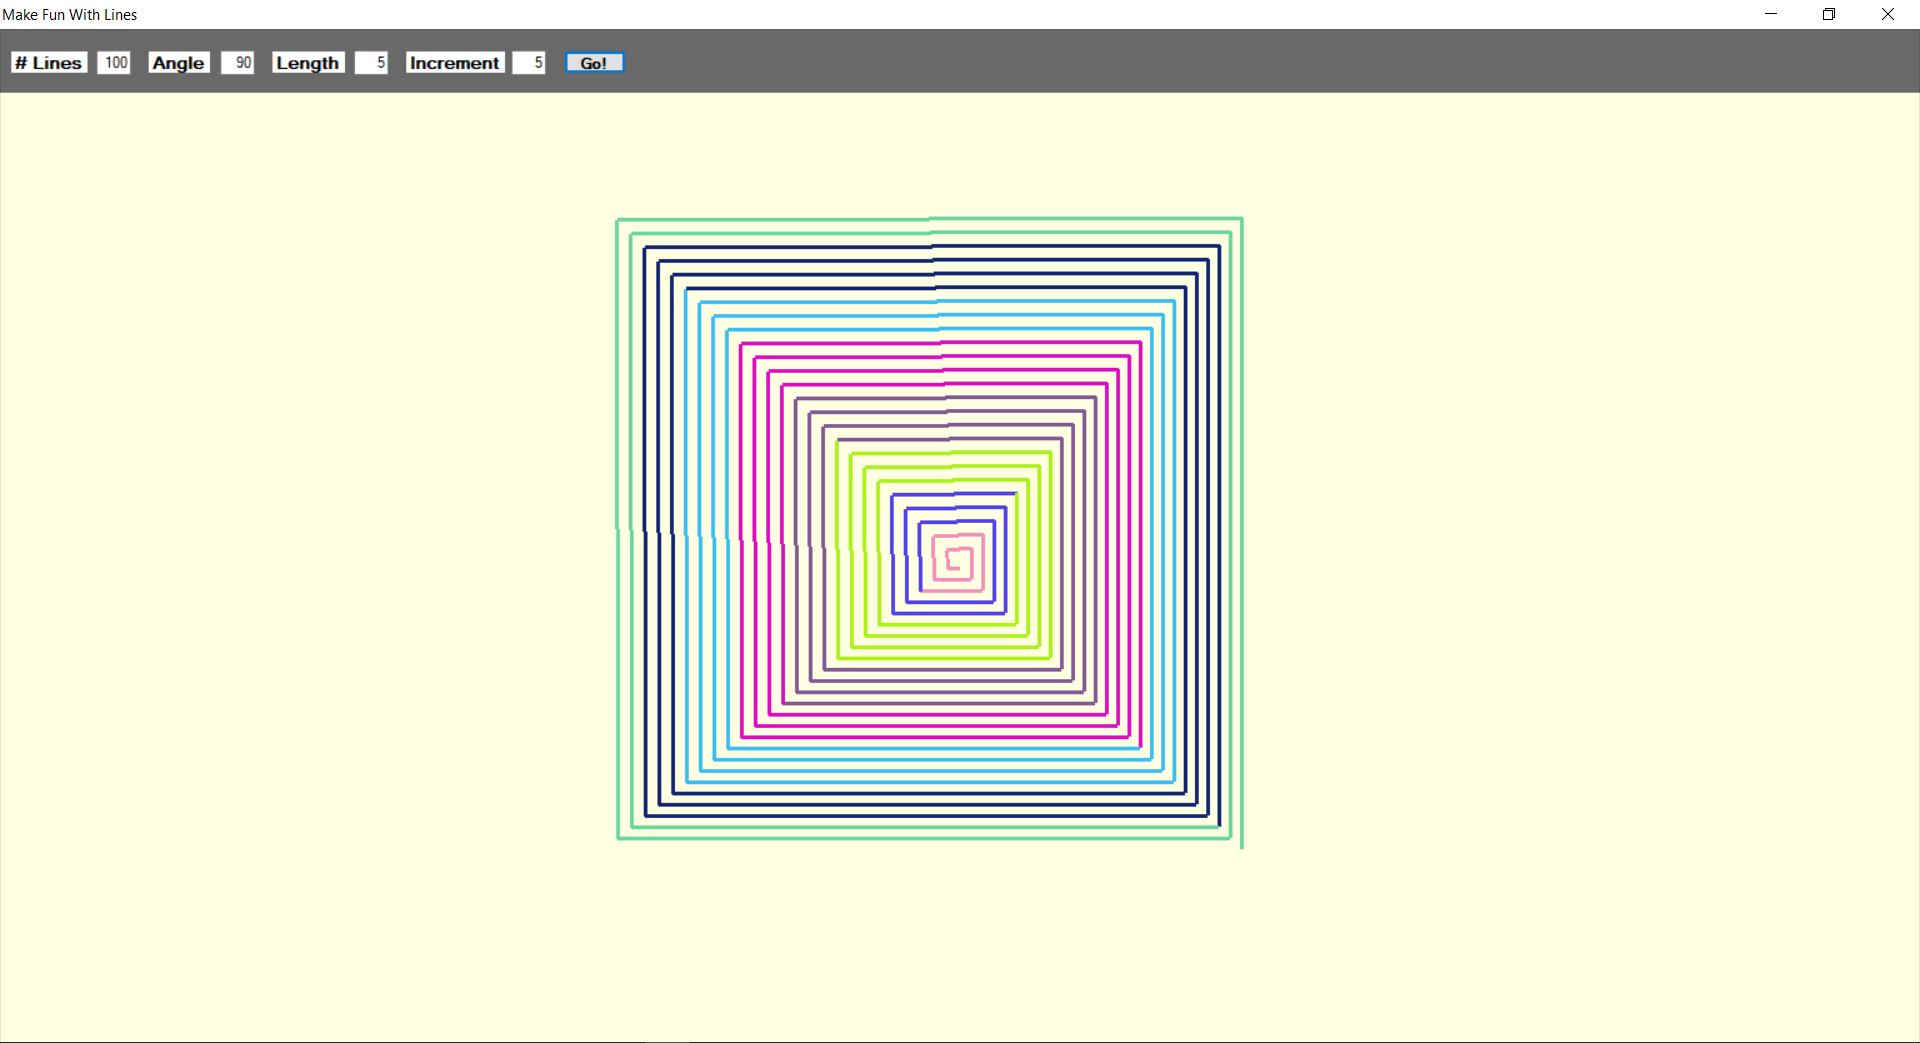 Make Fun With Lines
# Lines 100 Angle 90 Length 5 Increment 5 Go!